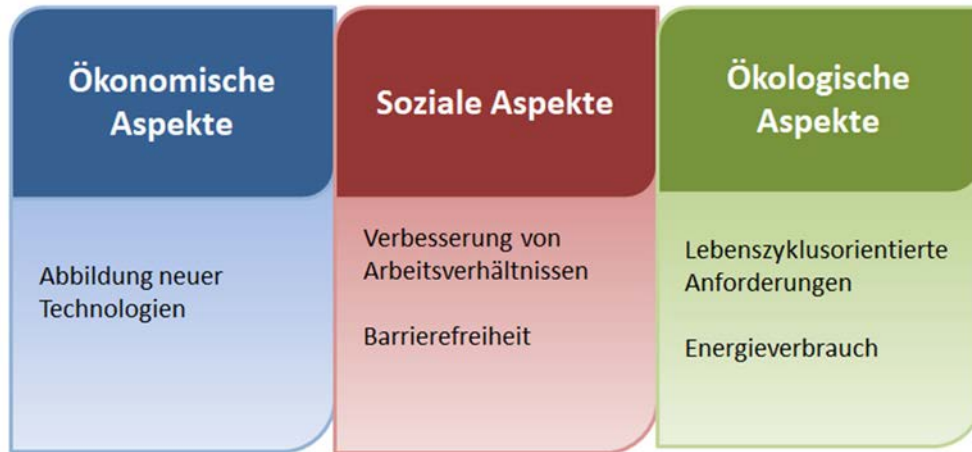 Ökonomische
Aspekte
Abbildung neuer
Technologien
Soziale Aspekte
Verbesserung von
Arbeitsverhältnissen
Barrierefreiheit
Ökologische
Aspekte
Lebenszyklusorientierte
Anforderungen
Energieverbrauch